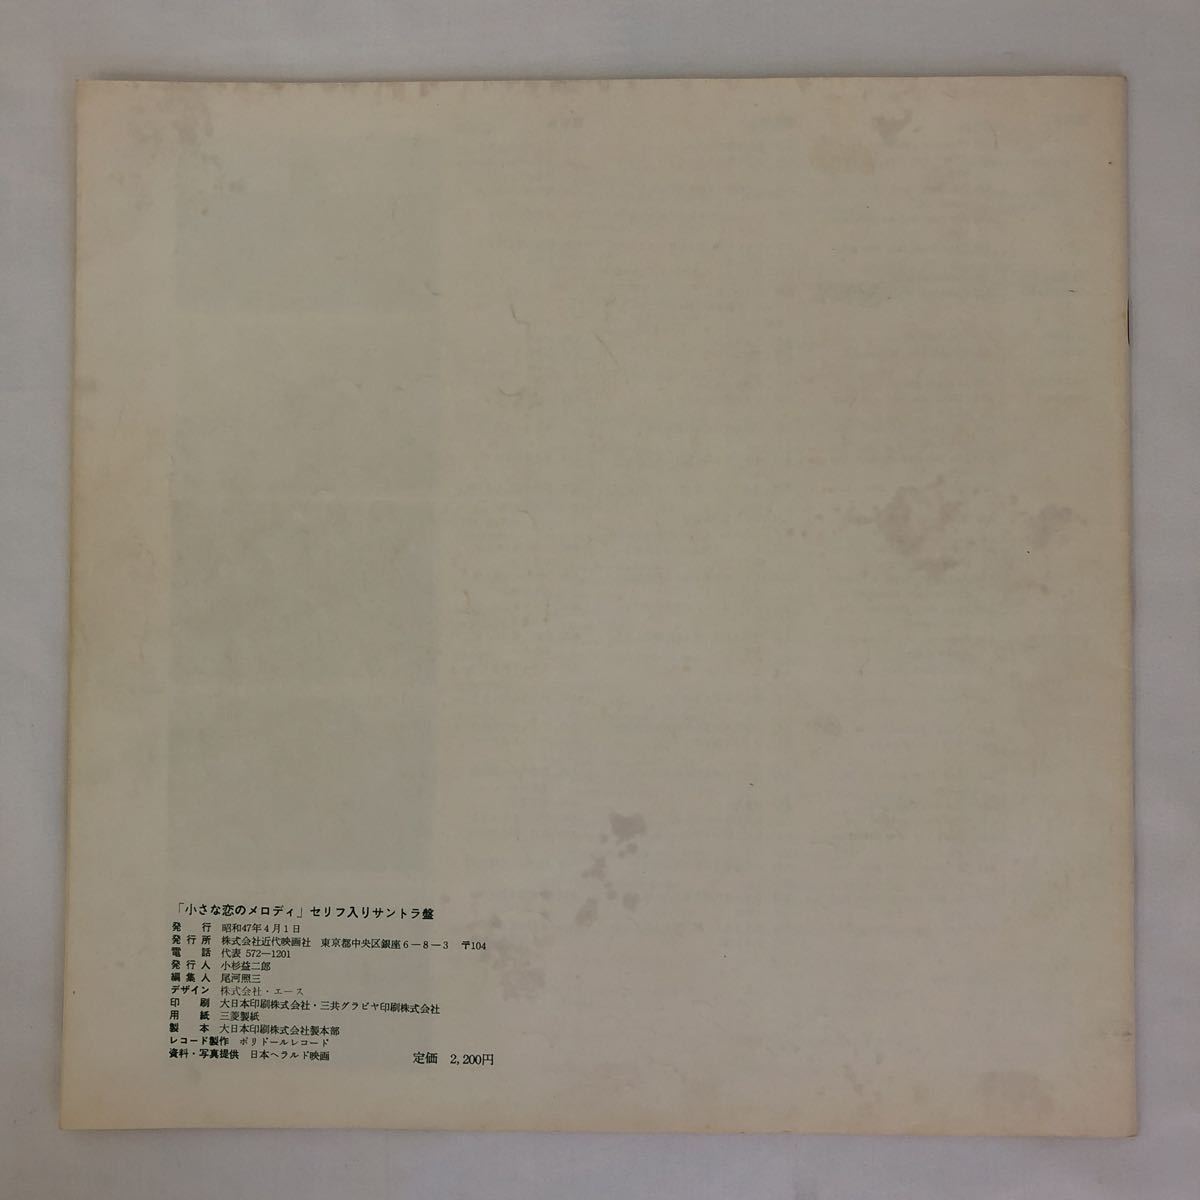 「小さな恋のメロディ」セリフ入りサントラ盤
発行 昭和47年4月1日
発行所 株式会社近代映画社 東京都中央区銀座6-8-3 〒104
電話 代表 572-1201
発行人 小杉益二郎
編集人 尾河照三
デザイン 株式会社・エース
印刷 大日本印刷株式会社・三共グラビヤ印刷株式会社
用紙 三菱製紙
製本 大日本印刷株式会社製本部
レコード製作 ポリドールレコード
資料・写真提供 日本ヘラルド映画 定価 2,200円